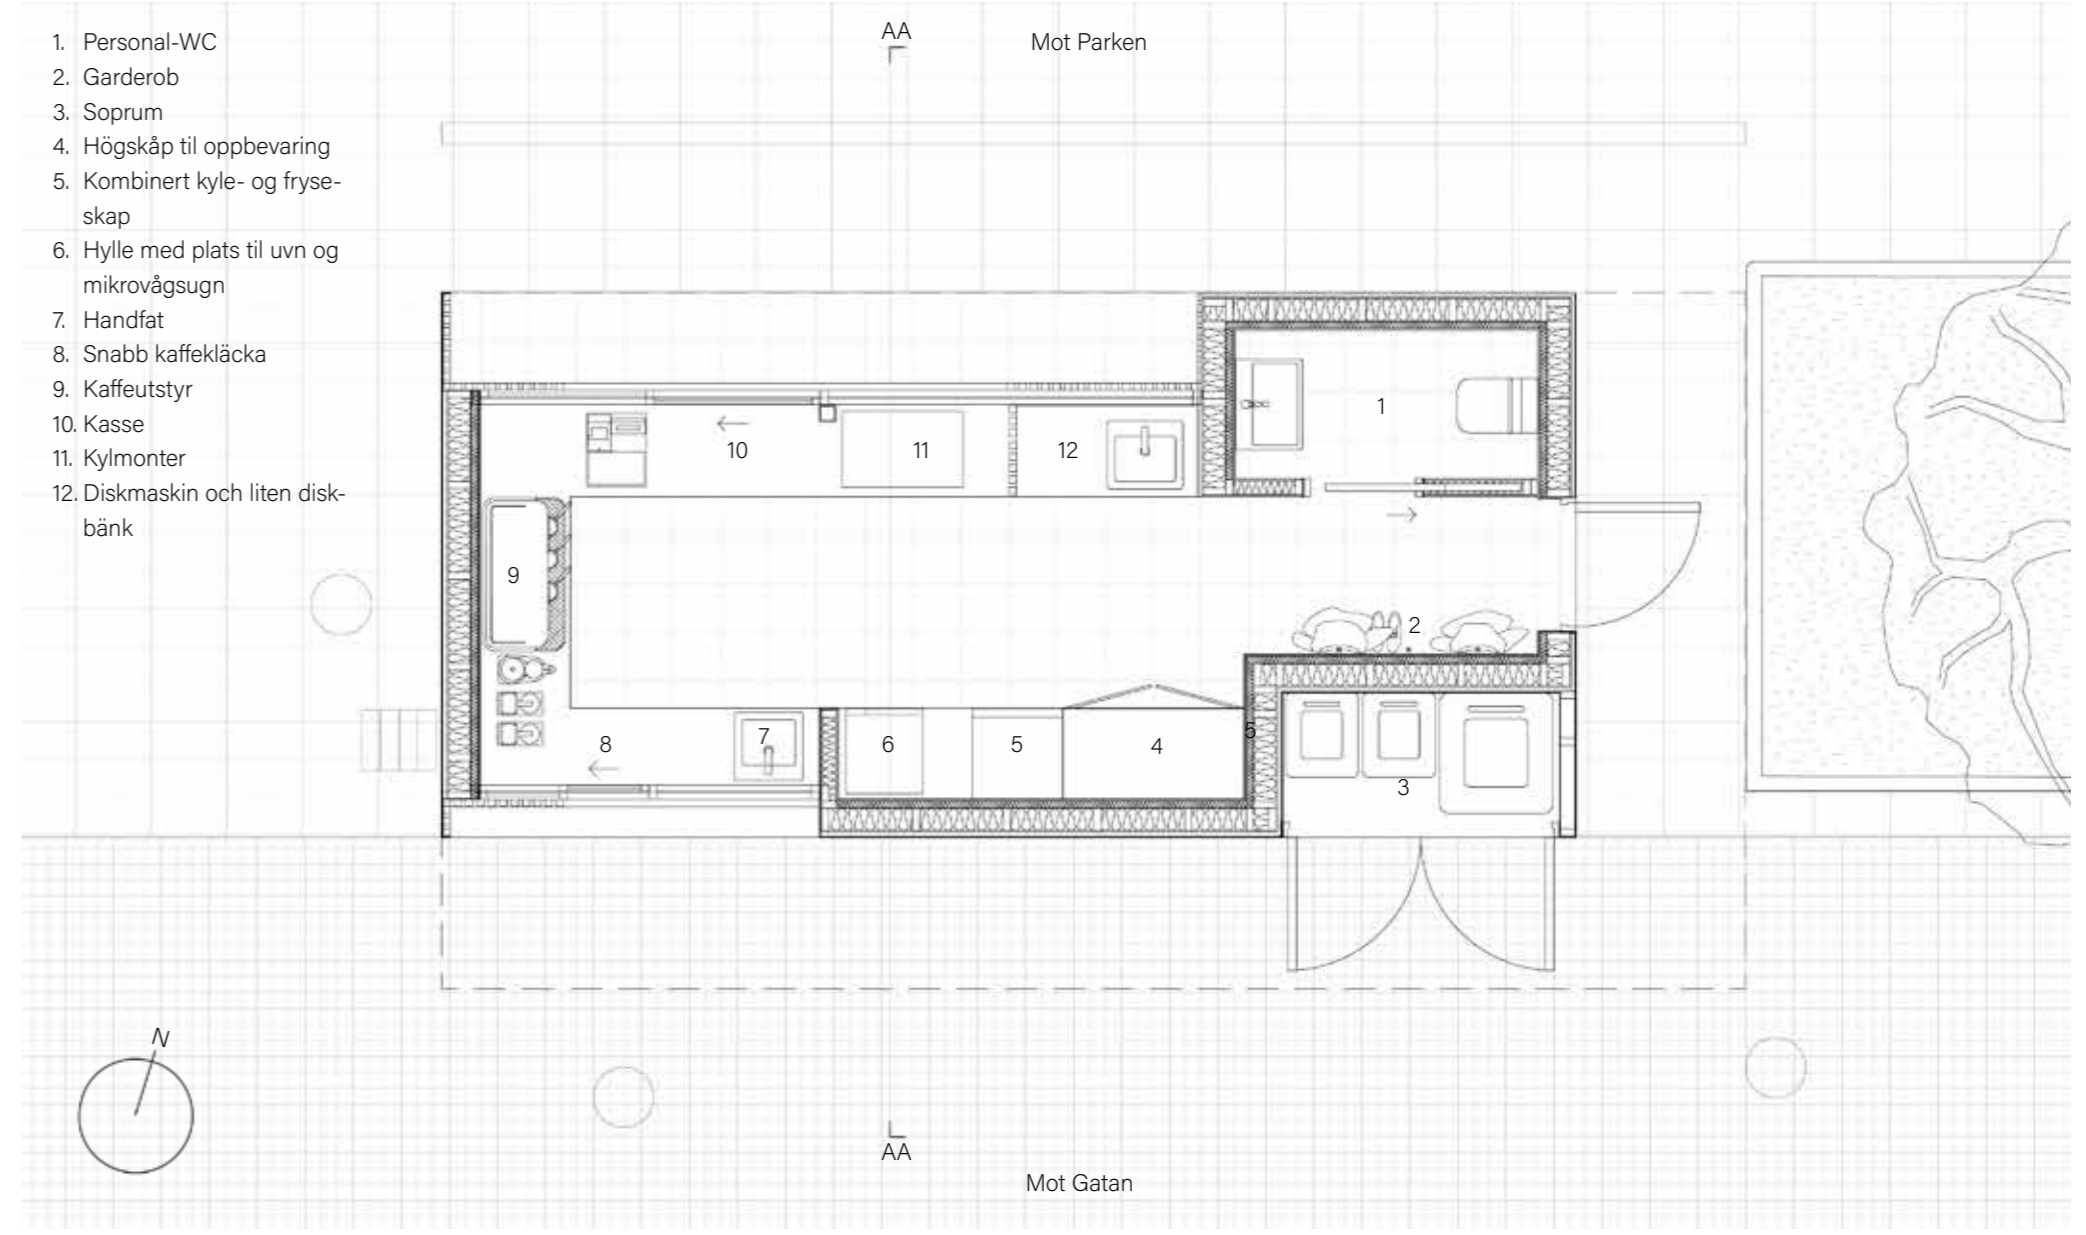 1. Personal-WC
2. Garderob
3. Soprum
4. Högskåp til oppbevaring
5. Kombinert kyle- og fryse-
skap
6. Hylle med plats til uvn og
mikrovågsugn
7. Handfat
8. Snabb kaffekläcka
9. Kaffeutstyr
10. Kasse
11. Kylmonter
12. Diskmaskin och liten disk-
bänk
AA
Mot Parken
1
10
11
12
9
2
8
7
6
5
4
5
3
N
AA
Mot Gatan